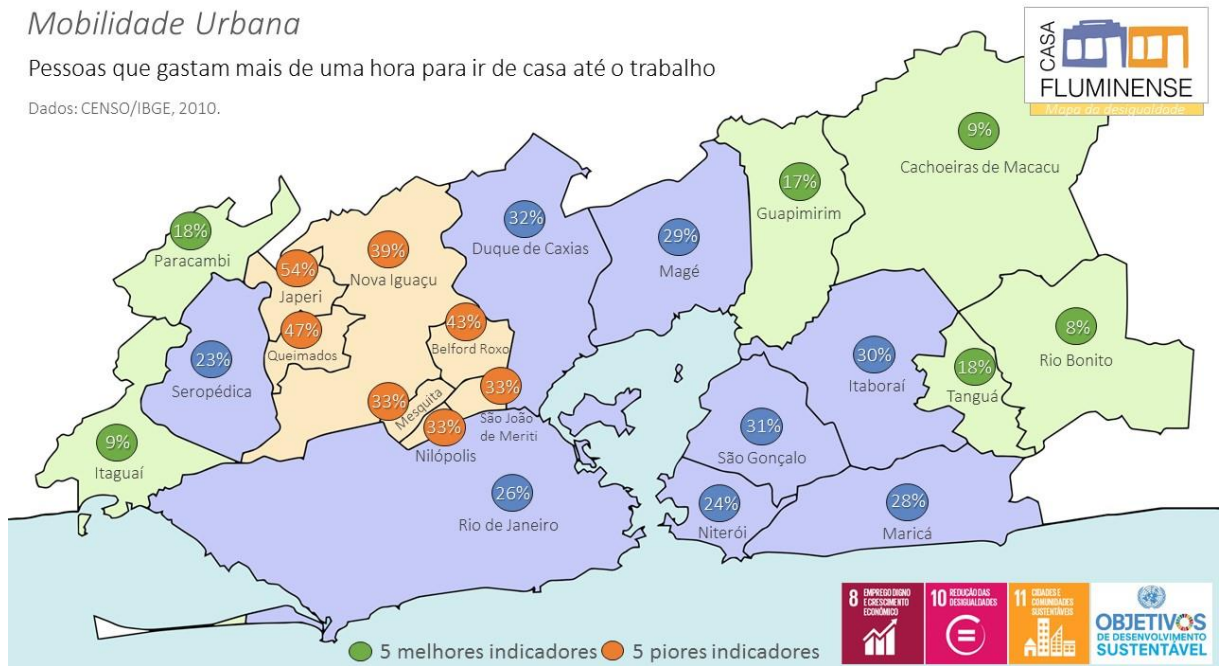 Mobilidade Urbana
Pessoas que gastam mais de uma hora para ir de casa até o trabalho
Dados: CENSO/IBGE, 2010.
CASA
FLUMINENSE
Mapa da desigualdade
9%
Cachoeiras de Macacu
17%
Guapimirim
18%
Paracambi
32%
Duque de Caxias
29%
Magé
39%
Nova Iguaçu
54%
Japeri
47%
Queimados
43%
Belford Roxo
23%
Seropédica
8%
Rio Bonito
30%
Itaboraí
18%
Tanguá
33%
Mesquita
33%
São João
de Meriti
33%
Nilópolis
31%
São Gonçalo
9%
Itaguaí
26%
Rio de Janeiro
24%
Niterói
28%
Maricá
5 melhores indicadores
5 piores indicadores
8 EMPREGO DIGNO
E CRESCIMENTO
ECONÔMICO
10 REDUÇÃO DAS
DESIGUALDADES
11 CIDADES E
COMUNIDADES
SUSTENTÁVEIS
OBJETIVOS
DE DESENVOLVIMENTO
SUSTENTÁVEL